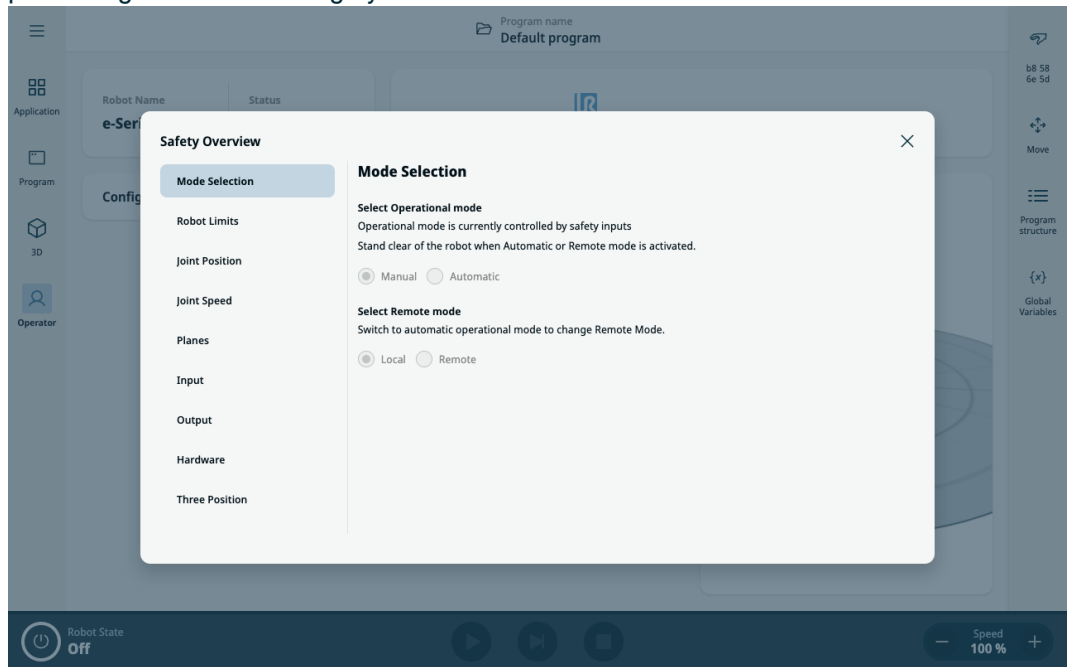 Program name
Default program
b8 58
6e 5d
Application
Robot Name
Status
e-Seri
Move
Program
Config
Program
structure
3D
Global
Variables
Operator
Safety Overview
Mode Selection
Robot Limits
Joint Position
Joint Speed
Planes
Input
Output
Hardware
Three Position
Mode Selection
Select Operational mode
Operational mode is currently controlled by safety inputs
Stand clear of the robot when Automatic or Remote mode is activated.
Manual
Automatic
Select Remote mode
Switch to automatic operational mode to change Remote Mode.
Local
Remote
Robot State
Off
Speed
100 %